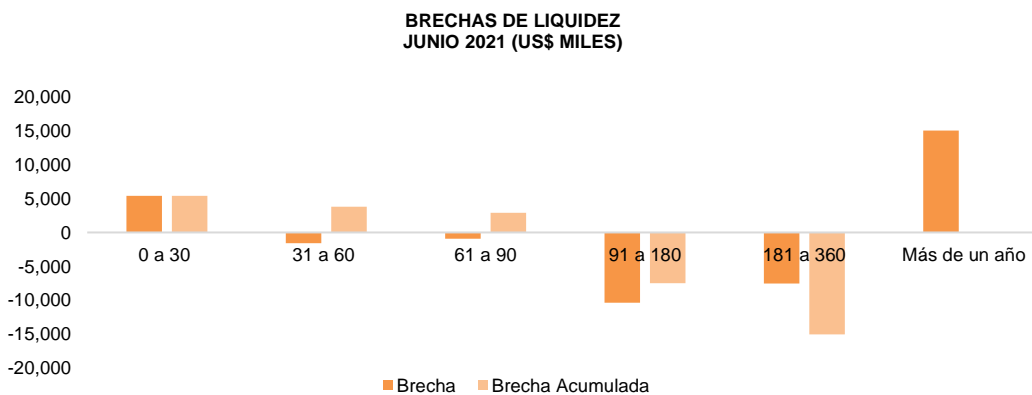 BRECHAS DE LIQUIDEZ
JUNIO 2021 (US$ MILES)
20,000
15,000
10,000
5,000
0
-5,000
-10,000
-15,000
-20,000
0 a 30
31 a 60
61 a 90
91 a 180
181 a 360
Más de un año
Brecha
Brecha Acumulada